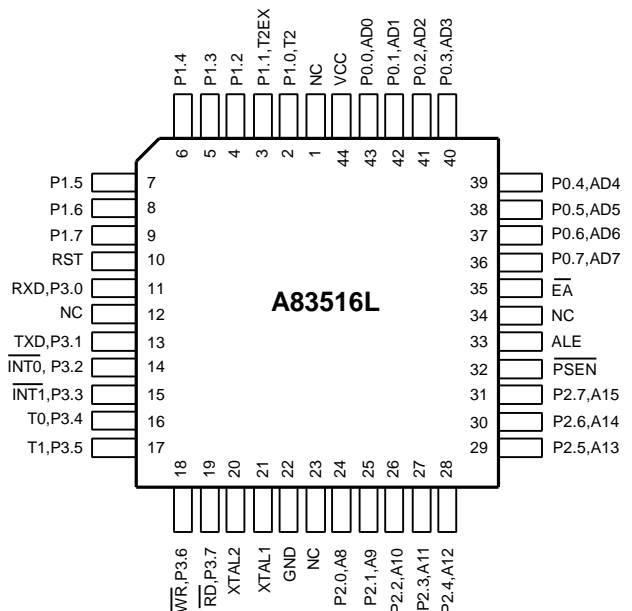 P1.4
P1.3
P1.2
P1.1,T2EX
P1.0,T2
NC
VCC
P0.0,AD0
P0.1,AD1
P0.2,AD2
P0.3,AD3
6
5
4
3
2
1
44
43
42
41
40
P1.5 7
P1.6 8
P1.7 9
RST 10
RXD,P3.0 11
NC 12
TXD,P3.1 13
INT0, P3.2 14
INT1,P3.3 15
T0,P3.4 16
T1,P3.5 17
A83516L
39 P0.4,AD4
38 P0.5,AD5
37 P0.6,AD6
36 P0.7,AD7
35 EA
34 NC
33 ALE
32 PSEN
31 P2.7,A15
30 P2.6,A14
29 P2.5,A13
18
19
20
21
22
23
24
25
26
27
28
WR,P3.6
RD,P3.7
XTAL2
XTAL1
GND
NC
P2.0,A8
P2.1,A9
P2.2,A10
P2.3,A11
P2.4,A12